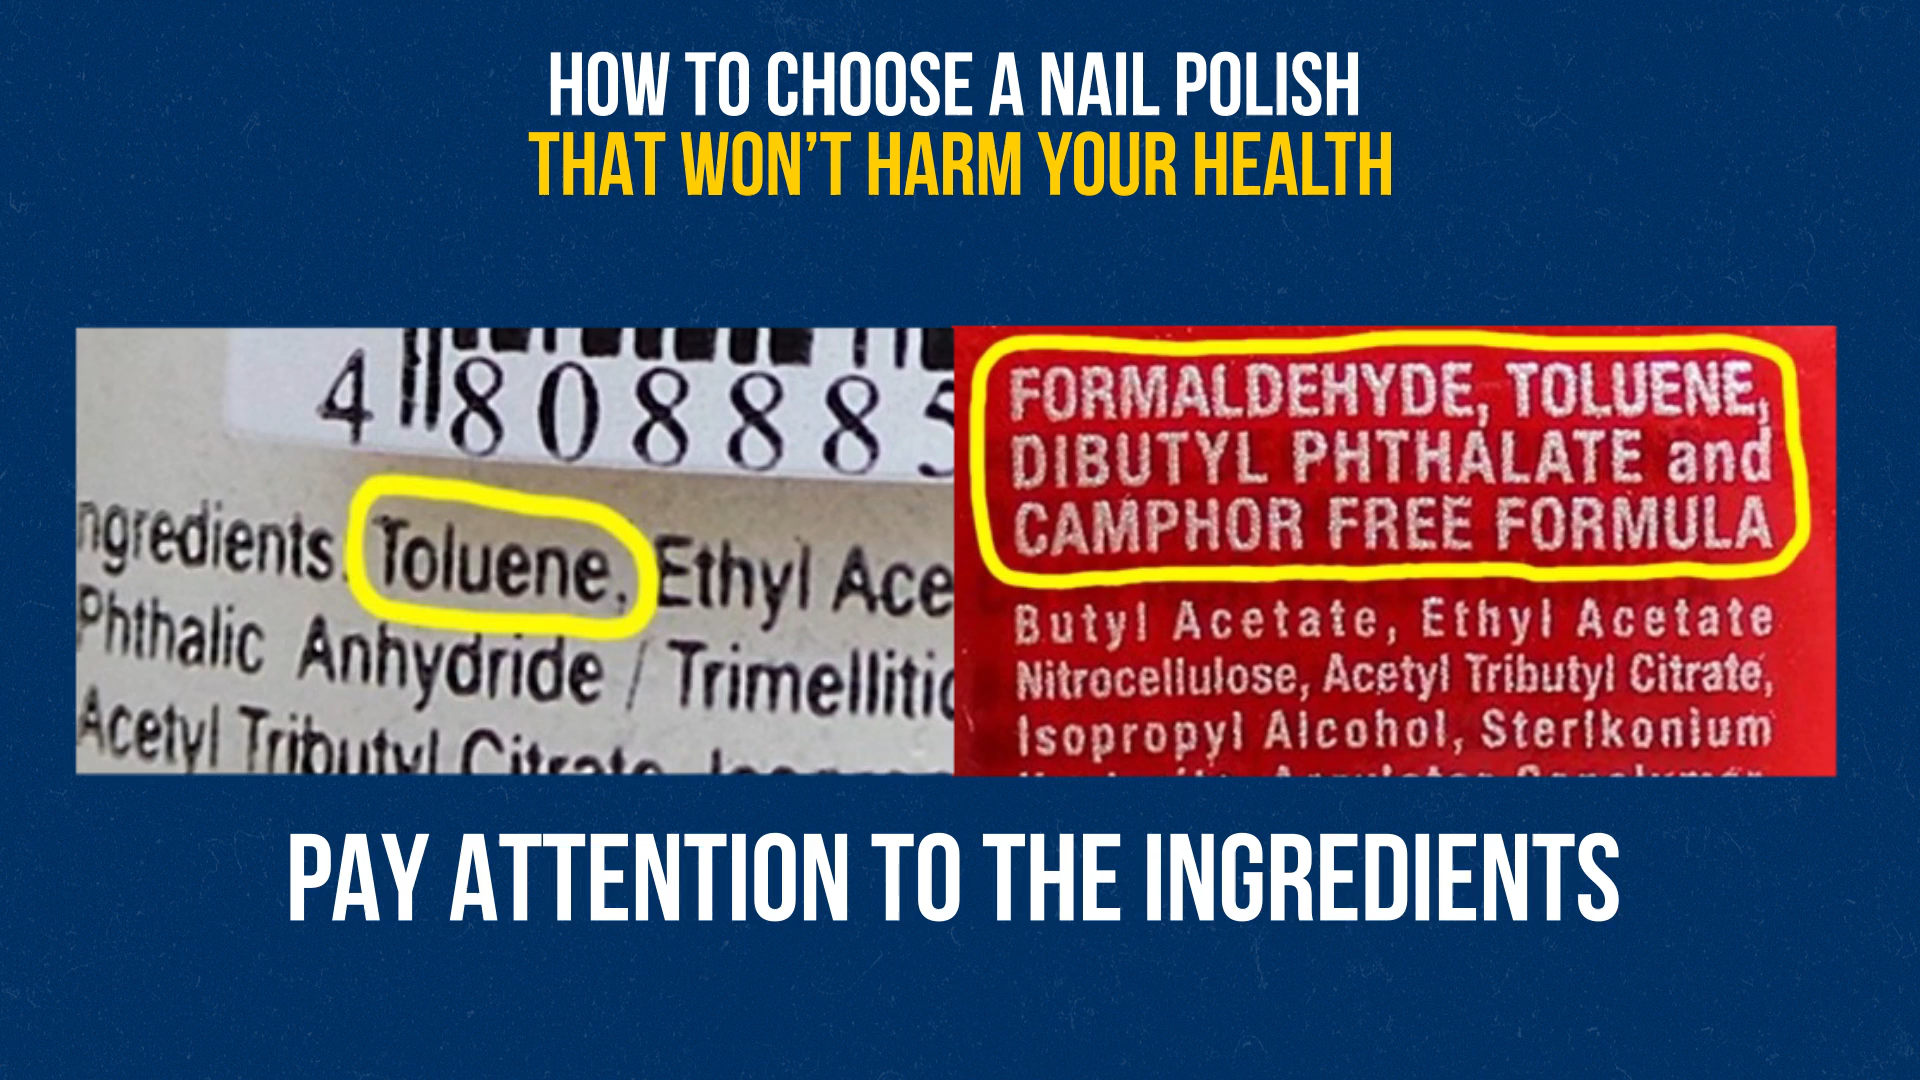 HOW TO CHOOSE A NAIL POLISH
THAT WON'T HARM YOUR HEALTH
4 808885
ngredients. Toluene, Ethyl Ace
Phthalic Anhydride / Trimellitic
Acetyl Tributyl Citrate,
FORMALDEHYDE, TOLUENE,
DIBUTYL PHTHALATE and
CAMPHOR FREE FORMULA
Butyl Acetate, Ethyl Acetate
Nitrocellulose, Acetyl Tributyl Citrate,
Isopropyl Alcohol, Sterlkonium
PAY ATTENTION TO THE INGREDIENTS